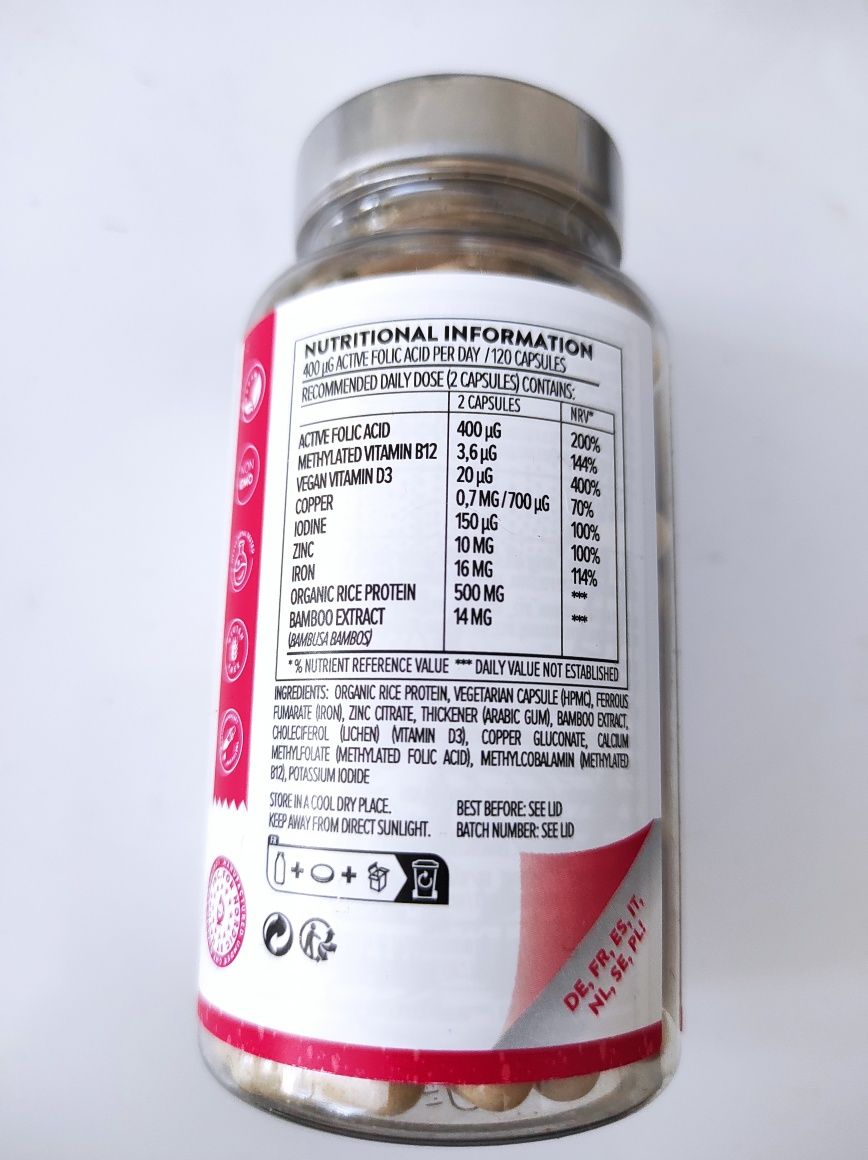 NUTRITIONAL INFORMATION
400 µG ACTIVE FOLIC ACID PER DAY / 120 CAPSULES
RECOMMENDED DAILY DOSE (2 CAPSULES) CONTAINS:
2 CAPSULES NRV*
ACTIVE FOLIC ACID 400 µG 200%
METHYLATED VITAMIN B12 3,6 µG 144%
VEGAN VITAMIN D3 20 µG 400%
COPPER 0,7 MG / 700 µG 70%
IODINE 150 µG 100%
ZINC 10 MG 100%
IRON 16 MG 114%
ORGANIC RICE PROTEIN 500 MG ***
BAMBOO EXTRACT 14 MG ***
(BAMBUSA BAMBOS)
* % NUTRIENT REFERENCE VALUE *** DAILY VALUE NOT ESTABLISHED
INGREDIENTS: ORGANIC RICE PROTEIN, VEGETARIAN CAPSULE (HPMC), FERROUS
FUMARATE (IRON), ZINC CITRATE, THICKENER (ARABIC GUM), BAMBOO EXTRACT,
CHOLECIFEROL (LICHEN) (VITAMIN D3), COPPER GLUCONATE, CALCIUM
METHYLFOLATE (METHYLATED FOLIC ACID), METHYLCOBALAMIN (METHYLATED
B12), POTASSIUM IODIDE
STORE IN A COOL DRY PLACE. BEST BEFORE: SEE LID
KEEP AWAY FROM DIRECT SUNLIGHT. BATCH NUMBER: SEE LID
FR
NON
GMO
DE, FR, ES, IT,
NL, SE, PL!